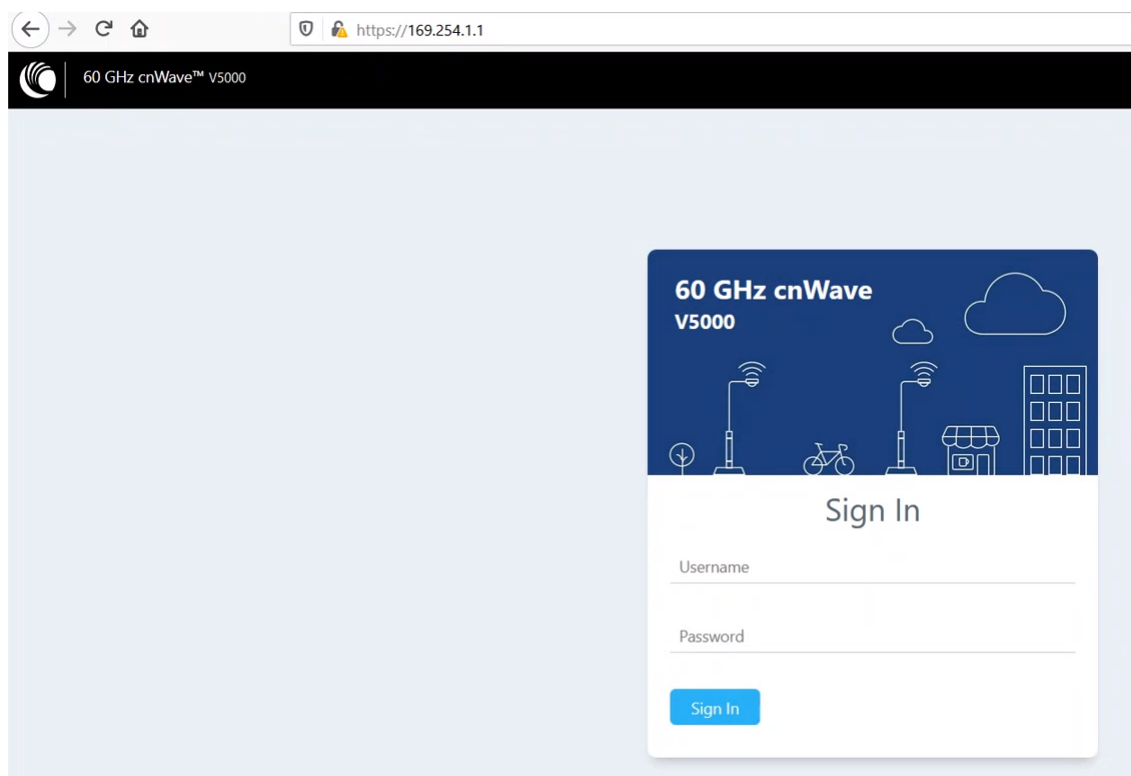 https://169.254.1.1
60 GHz cnWave™ V5000
60 GHz cnWave
V5000
Sign In
Username
Password
Sign In